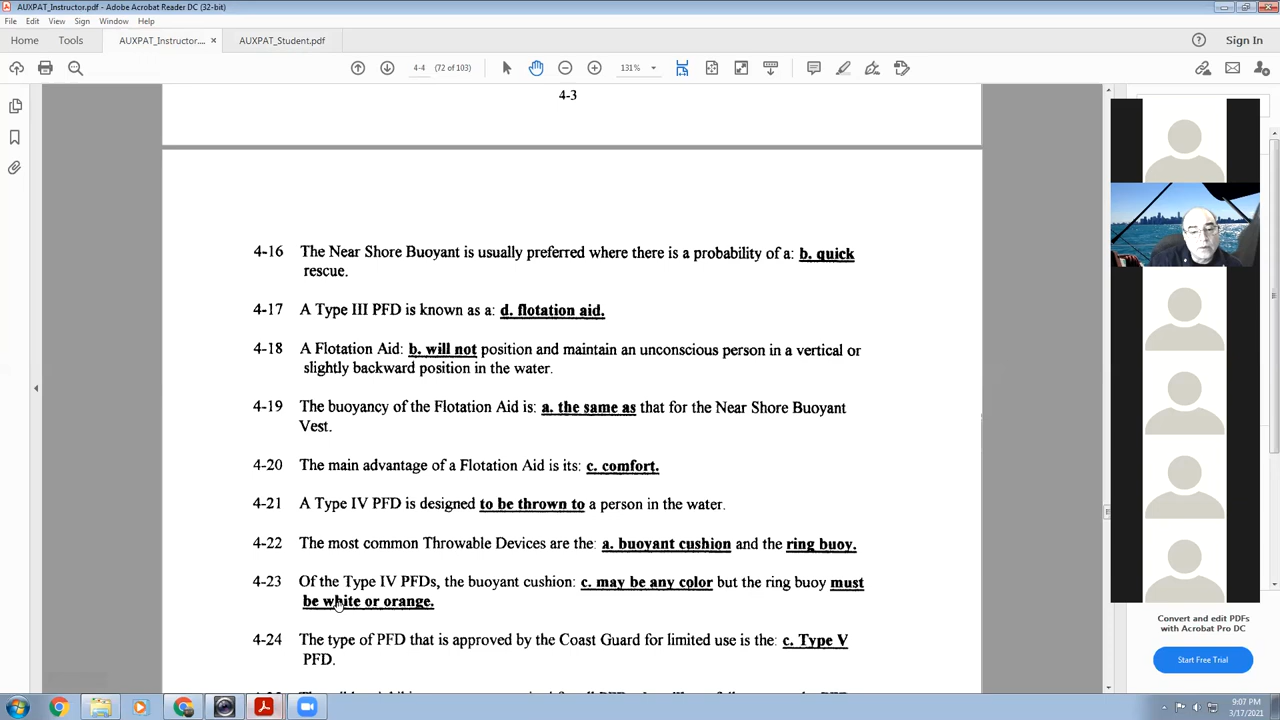 AUXPAT_Instructor.pdf - Adobe Acrobat Reader DC (32-bit)
File Edit View Sign Window Help
Home Tools AUXPAT_Instructor.... × AUXPAT_Student.pdf Sign In
4-4 (72 of 103) 131%
4-3
4-16 The Near Shore Buoyant is usually preferred where there is a probability of a: b. quick
rescue.
4-17 A Type III PFD is known as a: d. flotation aid.
4-18 A Flotation Aid: b. will not position and maintain an unconscious person in a vertical or
slightly backward position in the water.
4-19 The buoyancy of the Flotation Aid is: a. the same as that for the Near Shore Buoyant
Vest.
4-20 The main advantage of a Flotation Aid is its: c. comfort.
4-21 A Type IV PFD is designed to be thrown to a person in the water.
4-22 The most common Throwable Devices are the: a. buoyant cushion and the ring buoy.
4-23 Of the Type IV PFDs, the buoyant cushion: c. may be any color but the ring buoy must
be white or orange.
4-24 The type of PFD that is approved by the Coast Guard for limited use is the: c. Type V
PFD.
Convert and edit PDFs
with Acrobat Pro DC
Start Free Trial
9:07 PM
3/17/2021